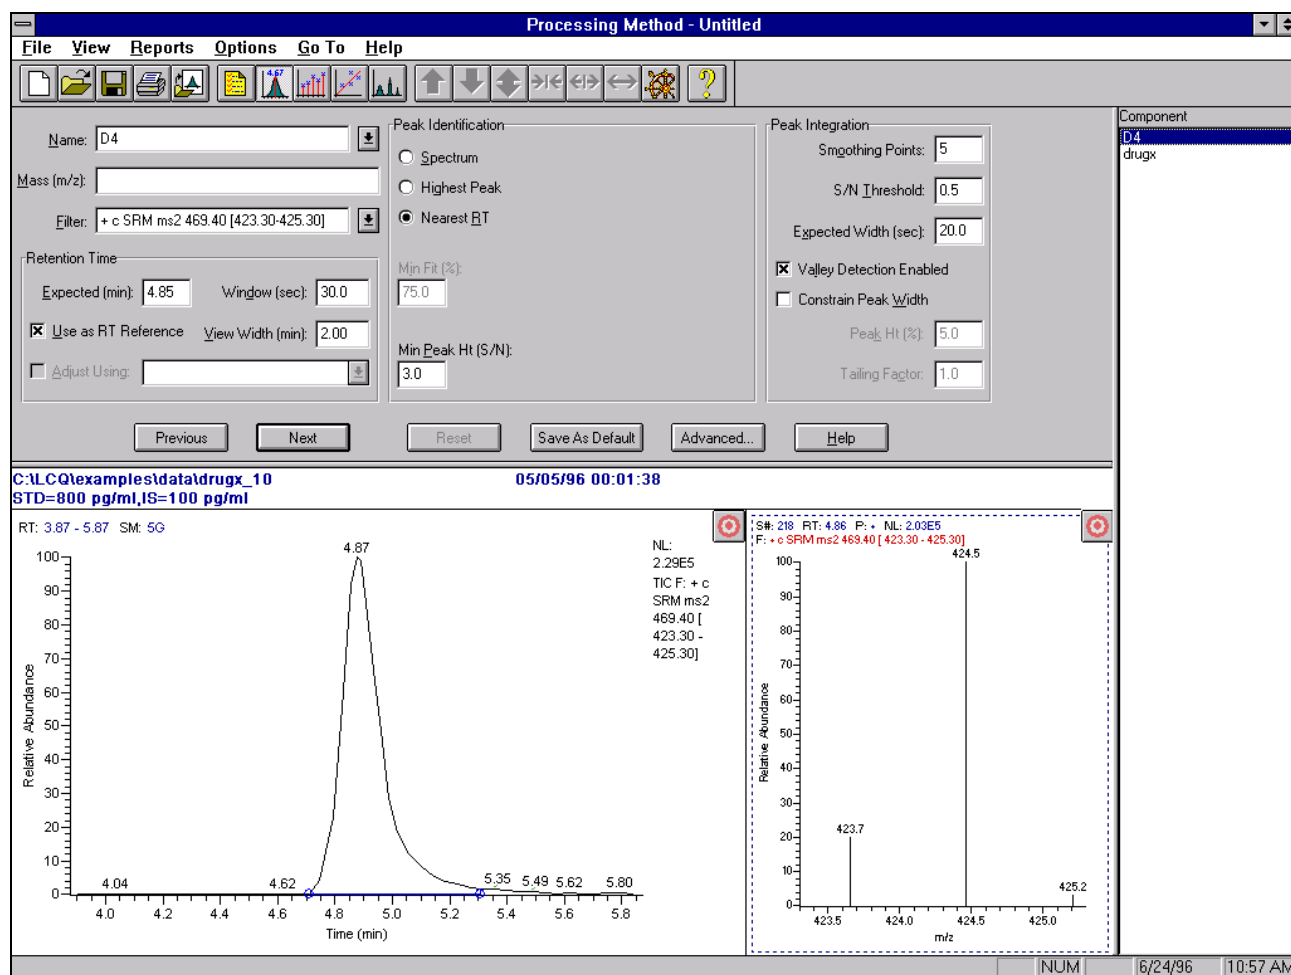 Processing Method - Untitled
File View Reports Options Go To Help
4.67
Name: D4
Mass (m/z):
Filter: + c SRM ms2 469.40 [423.30-425.30]
Retention Time
Expected (min): 4.85 Window (sec): 30.0
Use as RT Reference View Width (min): 2.00
Adjust Using:
Peak Identification
Spectrum
Highest Peak
Nearest RT
Min Fit (%):
75.0
Min Peak Ht (S/N):
3.0
Peak Integration
Smoothing Points: 5
S/N Threshold: 0.5
Expected Width (sec): 20.0
Valley Detection Enabled
Constrain Peak Width
Peak Ht (%): 5.0
Tailing Factor: 1.0
Previous Next Reset Save As Default Advanced... Help
Component
D4
drugx
C:\LCQ\examples\data\drugx_10 05/05/96 00:01:38
STD=800 pg/ml,IS=100 pg/ml
RT: 3.87 - 5.87 SM: 5G
NL:
2.29E5
TIC F: + c
SRM ms2
469.40 [
423.30 -
425.30]
4.87
100
90
80
70
60
50
40
30
20
10
0
Relative Abundance
4.04 4.62 5.35 5.49 5.62 5.80
4.0 4.2 4.4 4.6 4.8 5.0 5.2 5.4 5.6 5.8
Time (min)
S#: 218 RT: 4.86 P: + NL: 2.03E5
F: + c SRM ms2 469.40 [ 423.30 - 425.30]
424.5
100
90
80
70
60
50
40
30
20
10
0
Relative Abundance
423.7
425.2
423.5 424.0 424.5 425.0
m/z
NUM 6/24/96 10:57 AM